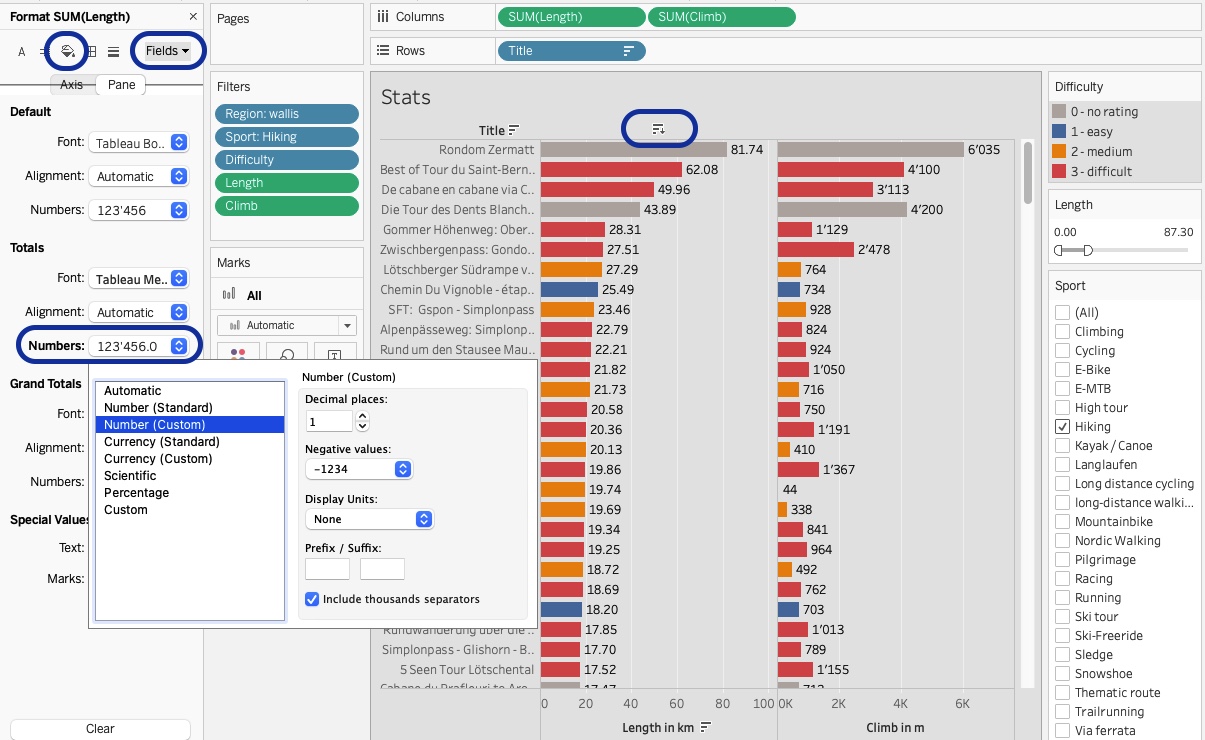 Format SUM(Length)
×
A
Fields
Axis
Pane
Default
Font:
Tableau Bo..
Alignment:
Automatic
Numbers:
123'456
Totals
Font:
Tableau Me..
Alignment:
Automatic
Numbers:
123'456.0
Grand Totals
Font:
Alignment:
Numbers:
Special Values
Text:
Marks:
Clear
Automatic
Number (Standard)
Number (Custom)
Currency (Standard)
Currency (Custom)
Scientific
Percentage
Custom
Number (Custom)
Decimal places:
1
Negative values:
-1234
Display Units:
None
Prefix / Suffix:
Include thousands separators
Pages
Filters
Region: wallis
Sport: Hiking
Difficulty
Length
Climb
Marks
All
Automatic
T
Columns
SUM(Length)
SUM(Climb)
Rows
Title
Stats
Title
Rondom Zermatt 81.74 6'035
Best of Tour du Saint-Bern.. 62.08 4'100
De cabane en cabane via C.. 49.96 3'113
Die Tour des Dents Blanch.. 43.89 4'200
Gommer Höhenweg: Ober.. 28.31 1'129
Zwischbergenpass: Gondo.. 27.51 2'478
Lötschberger Südrampe v.. 27.29 764
Chemin Du Vignoble - étap.. 25.49 734
SFT: Gspon - Simplonpass 23.46 928
Alpenpässeweg: Simplonp.. 22.79 824
Rund um den Stausee Mau.. 22.21 924
21.82 1'050
21.73 716
20.58 750
20.36 1'191
20.13 410
19.86 1'367
19.74 44
19.69 338
19.34 841
19.25 964
18.72 492
18.69 762
18.20 703
Rundwanderung über die .. 17.85 1'013
Simplonpass - Glishorn - B.. 17.70 789
5 Seen Tour Lötschental 17.52 1'155
0 20 40 60 80 100 0K 2K 4K 6K
Length in km
Climb in m
Difficulty
0 - no rating
1 - easy
2 - medium
3 - difficult
Length
0.00 87.30
Sport
(All)
Climbing
Cycling
E-Bike
E-MTB
High tour
Hiking
Kayak / Canoe
Langlaufen
Long distance cycling
long-distance walki...
Mountainbike
Nordic Walking
Pilgrimage
Racing
Running
Ski tour
Ski-Freeride
Sledge
Snowshoe
Thematic route
Trailrunning
Via ferrata